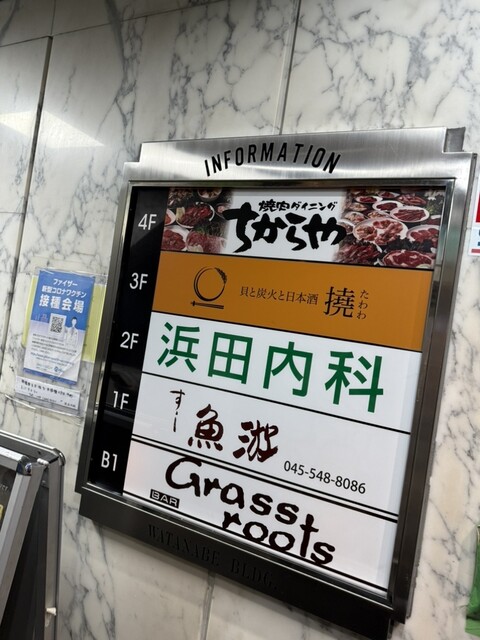 INFORMATION
4F
焼肉ダイニング
ちからや
3F
貝と炭火と日本酒 撓 たわわ
2F
浜田内科
1F
すし
魚游
045-548-8086
B1
BAR
Grass
roots
WATANABE BLDG.
ファイザー
新型コロナワクチン
接種会場